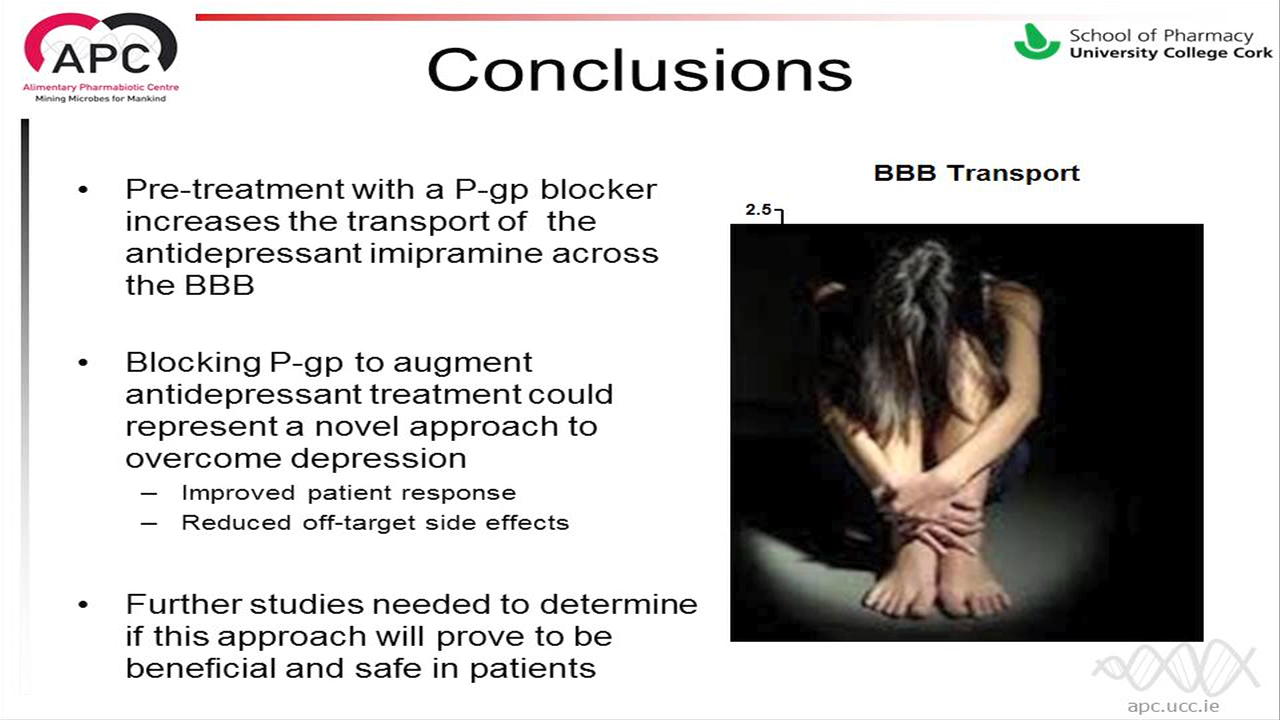 APC
Alimentary Pharmabiotic Centre
Mining Microbes for Mankind
School of Pharmacy
University College Cork
Conclusions
• Pre-treatment with a P-gp blocker
increases the transport of the
antidepressant imipramine across
the BBB
• Blocking P-gp to augment
antidepressant treatment could
represent a novel approach to
overcome depression
– Improved patient response
– Reduced off-target side effects
• Further studies needed to determine
if this approach will prove to be
beneficial and safe in patients
BBB Transport
2.5
apc.ucc.ie